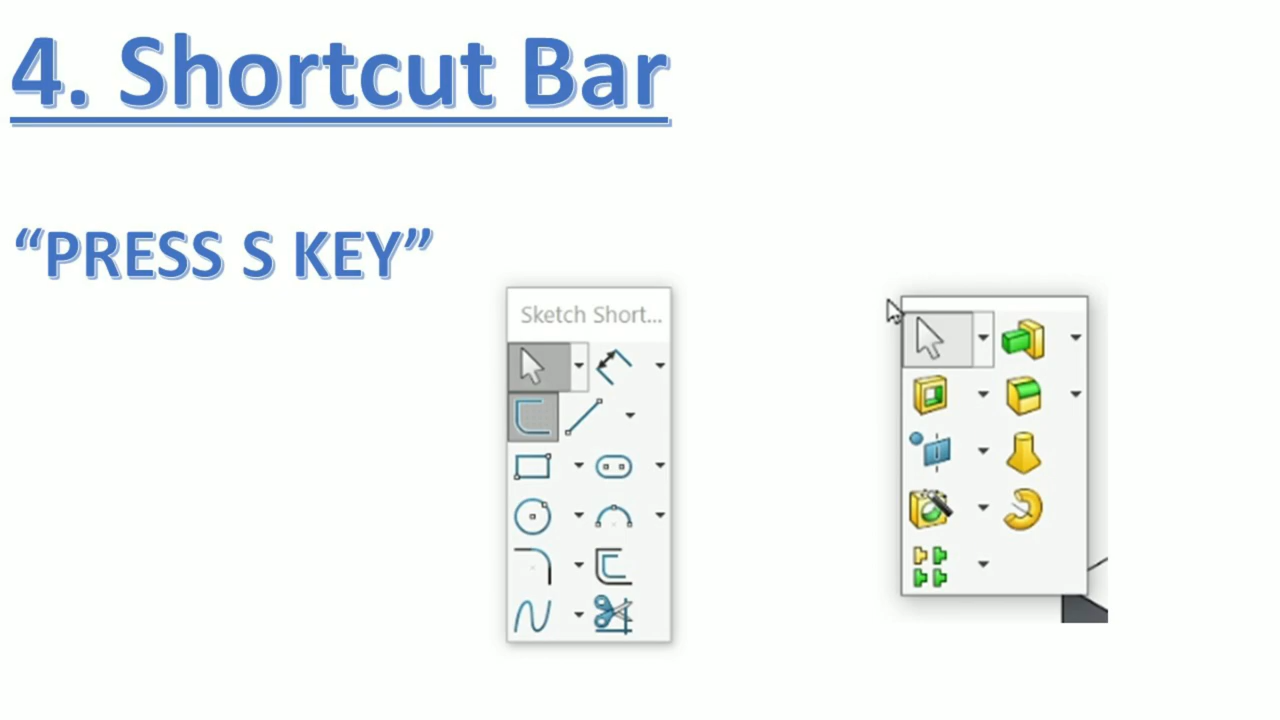 4. Shortcut Bar
“PRESS S KEY”
Sketch Short...